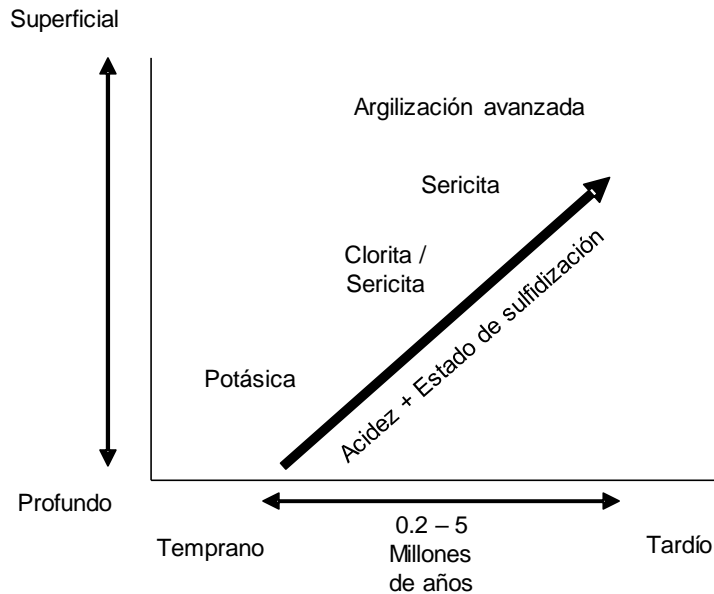 Superficial
Argilización avanzada
Sericita
Clorita /
Sericita
Potásica
Acidez + Estado de sulfidización
Profundo
Temprano
0.2 – 5
Millones
de años
Tardío